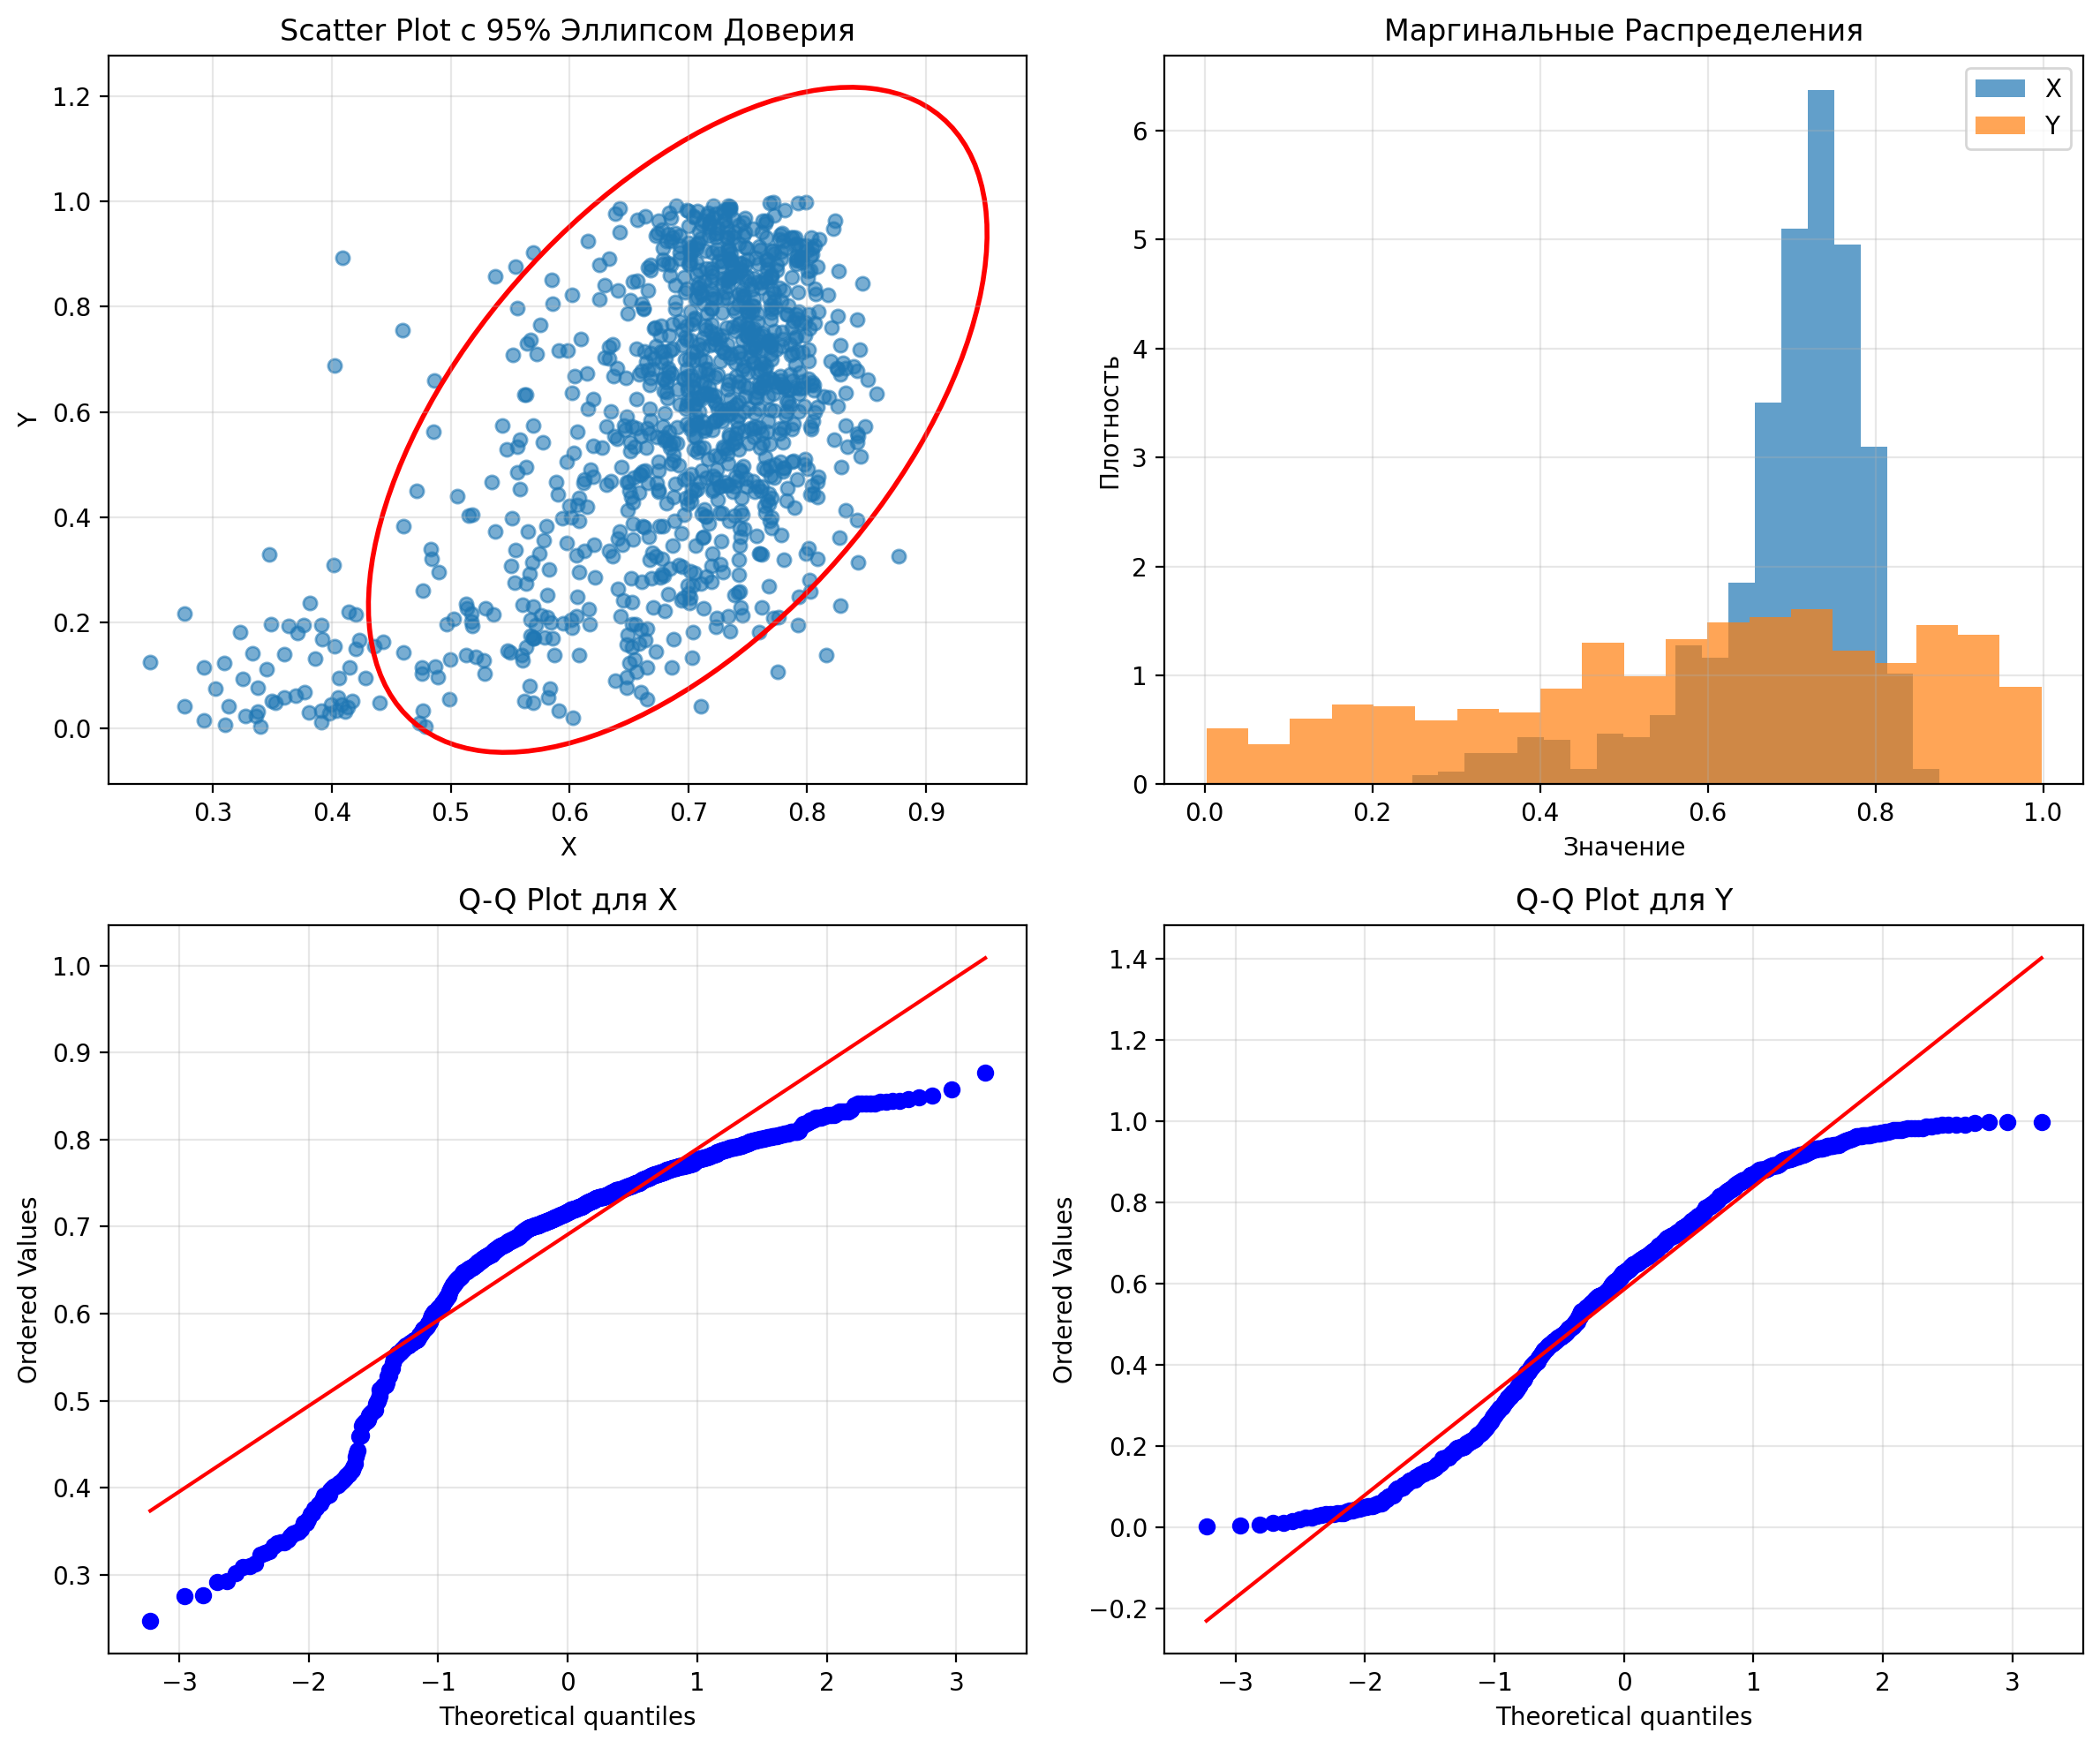 Scatter Plot с 95% Эллипсом Доверия
1.2
1.0
0.8
0.6
0.4
0.2
0.0
Y
0.3 0.4 0.5 0.6 0.7 0.8 0.9
X
Маргинальные Распределения
X
Y
6
5
4
3
2
1
0
Плотность
0.0 0.2 0.4 0.6 0.8 1.0
Значение
Q-Q Plot для X
1.0
0.9
0.8
0.7
0.6
0.5
0.4
0.3
Ordered Values
−3 −2 −1 0 1 2 3
Theoretical quantiles
Q-Q Plot для Y
1.4
1.2
1.0
0.8
0.6
0.4
0.2
0.0
−0.2
Ordered Values
−3 −2 −1 0 1 2 3
Theoretical quantiles